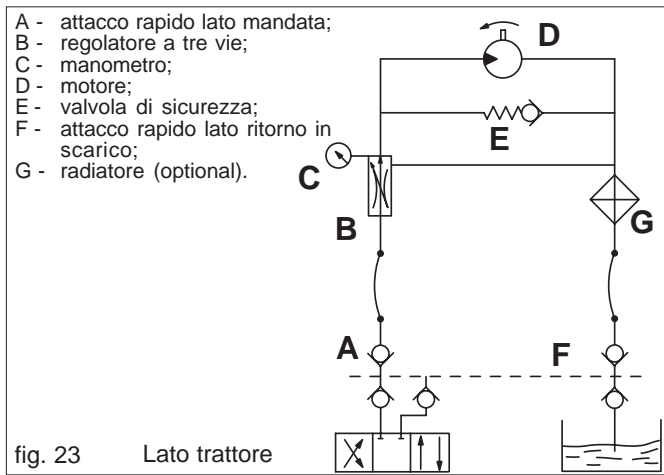 A - attacco rapido lato mandata;
B - regolatore a tre vie;
C - manometro;
D - motore;
E - valvola di sicurezza;
F - attacco rapido lato ritorno in
scarico;
G - radiatore (optional).
D
E
C
B
G
A
F
fig. 23 Lato trattore